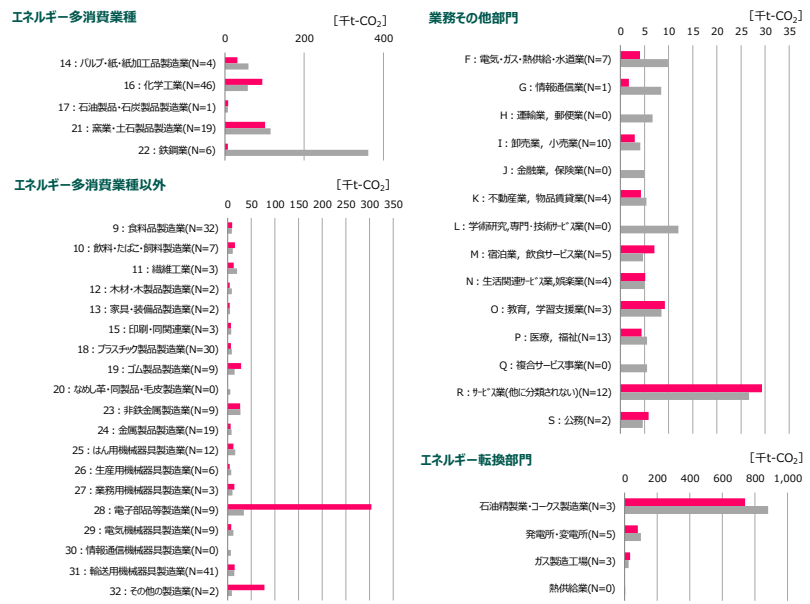 エネルギー多消費業種
[千t-CO₂]
0 200 400
14：パルプ・紙・紙加工品製造業(N=4)
16：化学工業(N=46)
17：石油製品・石炭製品製造業(N=1)
21：窯業・土石製品製造業(N=19)
22：鉄鋼業(N=6)
エネルギー多消費業種以外
[千t-CO₂]
0 50 100 150 200 250 300 350
9：食料品製造業(N=32)
10：飲料・たばこ・飼料製造業(N=7)
11：繊維工業(N=3)
12：木材・木製品製造業(N=2)
13：家具・装備品製造業(N=2)
15：印刷・同関連業(N=3)
18：プラスチック製品製造業(N=30)
19：ゴム製品製造業(N=9)
20：なめし革・同製品・毛皮製造業(N=0)
23：非鉄金属製造業(N=9)
24：金属製品製造業(N=19)
25：はん用機械器具製造業(N=12)
26：生産用機械器具製造業(N=6)
27：業務用機械器具製造業(N=3)
28：電子部品等製造業(N=9)
29：電気機械器具製造業(N=9)
30：情報通信機械器具製造業(N=0)
31：輸送用機械器具製造業(N=41)
32：その他の製造業(N=2)
業務その他部門
[千t-CO₂]
0 5 10 15 20 25 30 35
F：電気・ガス・熱供給・水道業(N=7)
G：情報通信業(N=1)
H：運輸業，郵便業(N=0)
I：卸売業，小売業(N=10)
J：金融業，保険業(N=0)
K：不動産業，物品賃貸業(N=4)
L：学術研究,専門・技術ｻｰﾋﾞｽ業(N=0)
M：宿泊業，飲食サービス業(N=5)
N：生活関連ｻｰﾋﾞｽ業,娯楽業(N=4)
O：教育，学習支援業(N=3)
P：医療，福祉(N=13)
Q：複合サービス事業(N=0)
R：ｻｰﾋﾞｽ業(他に分類されない)(N=12)
S：公務(N=2)
エネルギー転換部門
[千t-CO₂]
0 200 400 600 800 1,000
石油精製業・コークス製造業(N=3)
発電所・変電所(N=5)
ガス製造工場(N=3)
熱供給業(N=0)